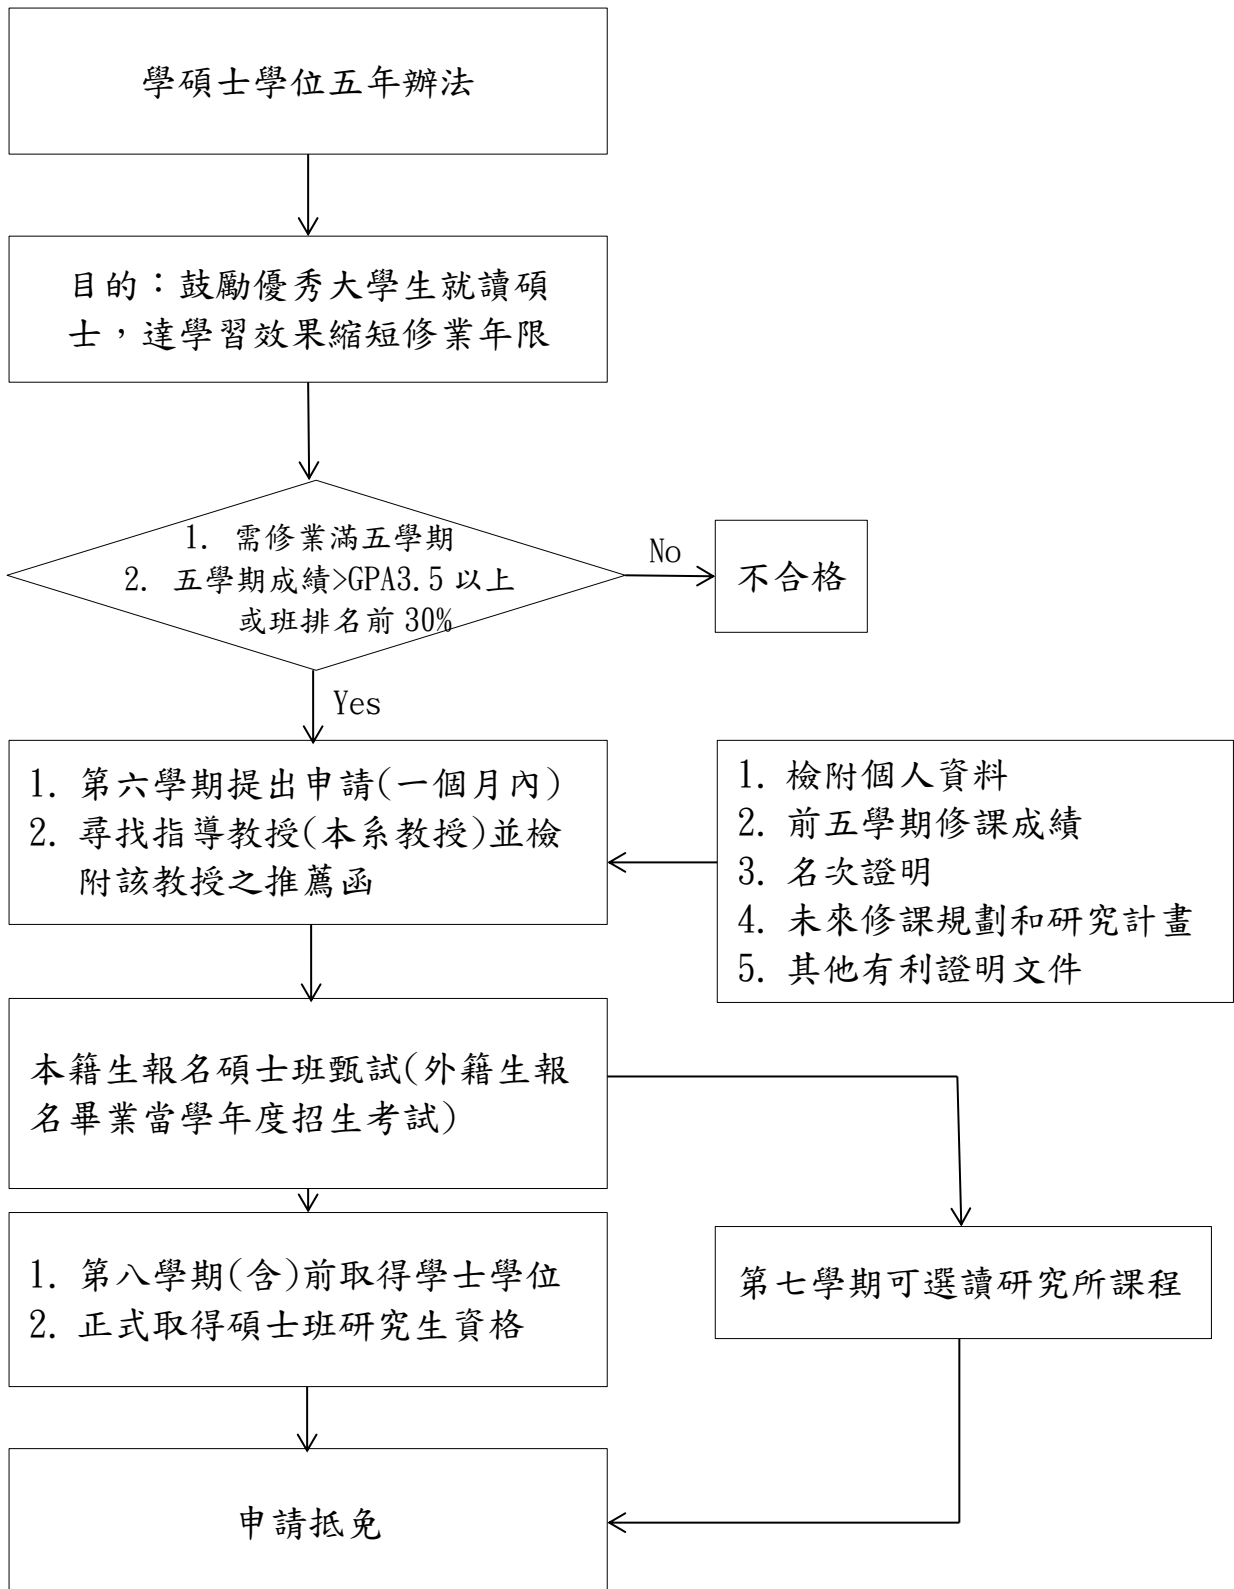 學碩士學位五年辦法
目的：鼓勵優秀大學生就讀碩
士，達學習效果縮短修業年限
1. 需修業滿五學期
2. 五學期成績>GPA3.5 以上
或班排名前 30%
No
不合格
Yes
1. 第六學期提出申請(一個月內)
2. 尋找指導教授(本系教授)並檢
附該教授之推薦函
1. 檢附個人資料
2. 前五學期修課成績
3. 名次證明
4. 未來修課規劃和研究計畫
5. 其他有利證明文件
本籍生報名碩士班甄試(外籍生報
名畢業當學年度招生考試)
1. 第八學期(含)前取得學士學位
2. 正式取得碩士班研究生資格
第七學期可選讀研究所課程
申請抵免